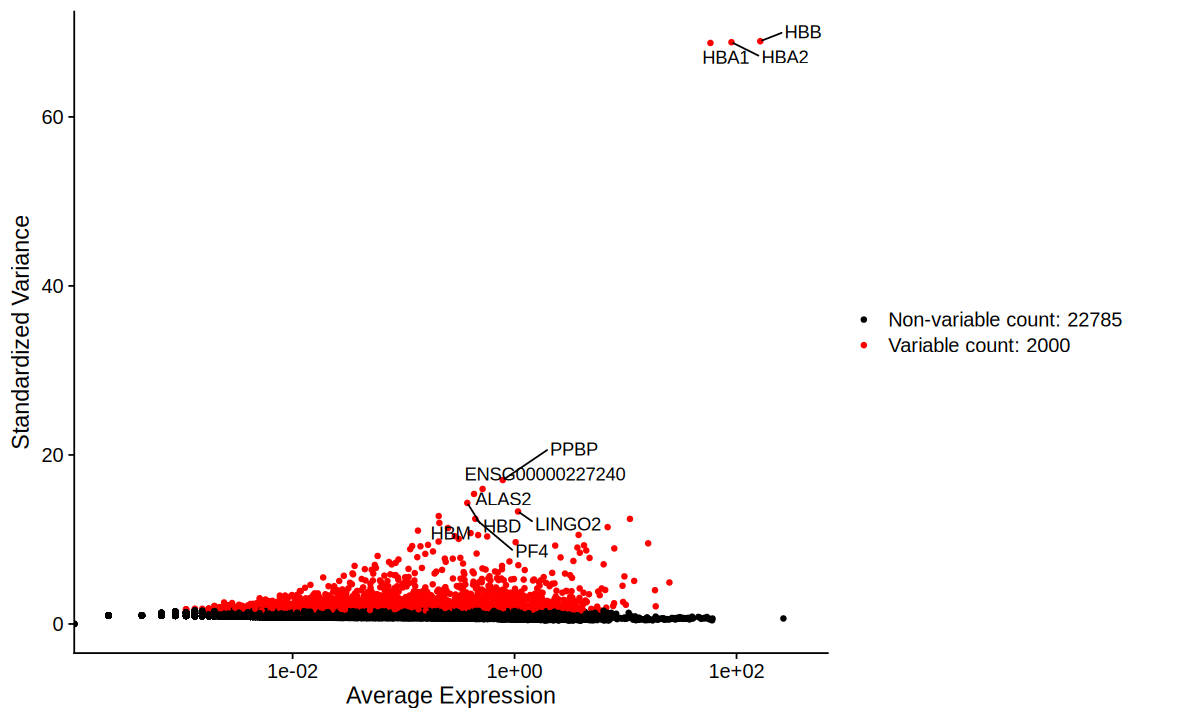 HBB
HBA1
HBA2
60
40
20
0
Standardized Variance
PPBP
ENSG00000227240
ALAS2
HBM
HBD
LINGO2
PF4
Non-variable count: 22785
Variable count: 2000
1e-02
1e+00
1e+02
Average Expression